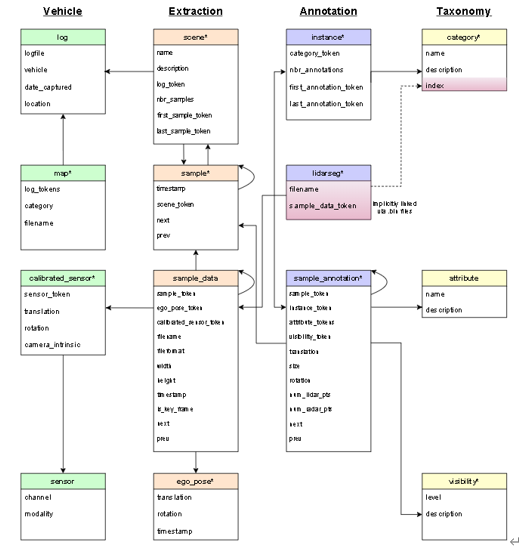 Vehicle
Extraction
Annotation
Taxonomy
log
logfile
vehicle
date_captured
location
scene*
name
description
log_token
nbr_samples
first_sample_token
last_sample_token
instance*
category_token
nbr_annotations
first_annotation_token
last_annotation_token
category*
name
description
index
map*
log_tokens
category
filename
sample*
timestamp
scene_token
next
prev
lidarseg*
filename
sample_data_token
Implicitly linked
via .bin files
calibrated_sensor*
sensor_token
translation
rotation
camera_intrinsic
sample_data
sample_token
ego_pose_token
calibrated_sensor_token
filename
fileformat
width
height
timestamp
is_key_frame
next
prev
sample_annotation*
sample_token
instance_token
attribute_tokens
visibility_token
translation
size
rotation
num_lidar_pts
num_radar_pts
next
prev
attribute
name
description
sensor
channel
modality
ego_pose*
translation
rotation
timestamp
visibility*
level
description